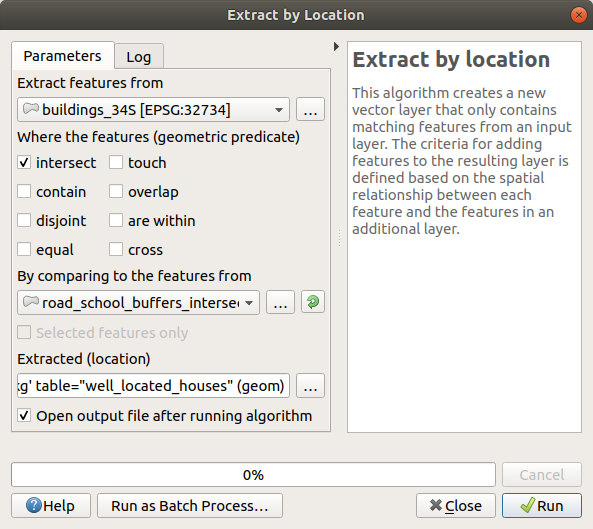 Extract by Location
Parameters
Log
Extract features from
buildings_34S [EPSG:32734]
...
Where the features (geometric predicate)
intersect
touch
contain
overlap
disjoint
are within
equal
cross
By comparing to the features from
road_school_buffers_interse
...
Selected features only
Extracted (location)
kg' table="well_located_houses" (geom)
...
Open output file after running algorithm
Extract by location
This algorithm creates a new
vector layer that only contains
matching features from an input
layer. The criteria for adding
features to the resulting layer is
defined based on the spatial
relationship between each
feature and the features in an
additional layer.
0%
Cancel
Help
Run as Batch Process...
Close
Run